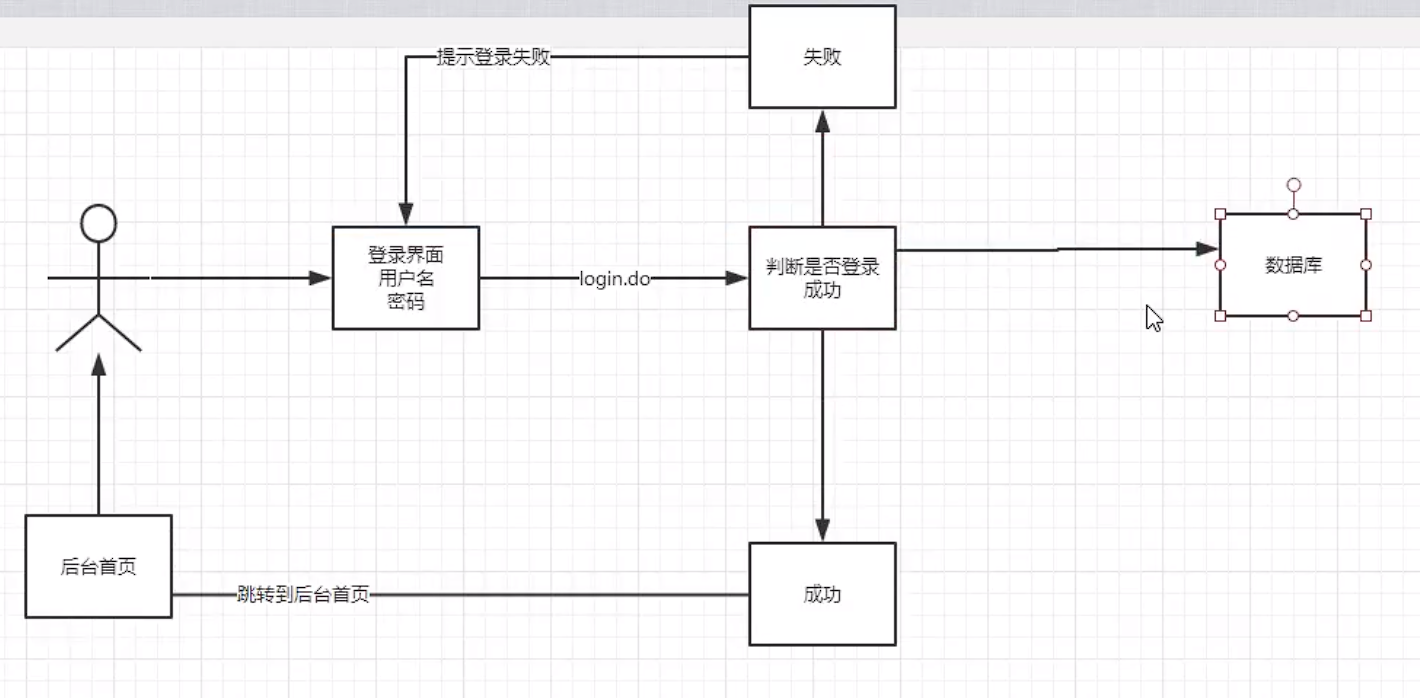 提示登录失败
失败
登录界面
用户名
密码
login.do
判断是否登录
成功
数据库
后台首页
跳转到后台首页
成功